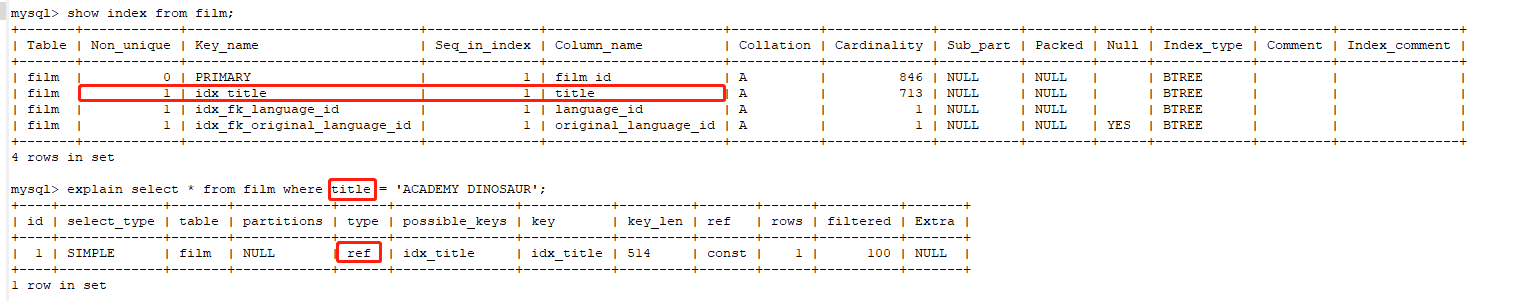 mysql> show index from film;
+-------+------------+-----------------------------+--------------+----------------------+-----------+-------------+----------+--------+------+------------+---------+---------------+
| Table | Non_unique | Key_name | Seq_in_index | Column_name | Collation | Cardinality | Sub_part | Packed | Null | Index_type | Comment | Index_comment |
+-------+------------+-----------------------------+--------------+----------------------+-----------+-------------+----------+--------+------+------------+---------+---------------+
| film | 0 | PRIMARY | 1 | film_id | A | 846 | NULL | NULL | | BTREE | | |
| film | 1 | idx_title | 1 | title | A | 713 | NULL | NULL | | BTREE | | |
| film | 1 | idx_fk_language_id | 1 | language_id | A | 1 | NULL | NULL | | BTREE | | |
| film | 1 | idx_fk_original_language_id | 1 | original_language_id | A | 1 | NULL | NULL | YES | BTREE | | |
+-------+------------+-----------------------------+--------------+----------------------+-----------+-------------+----------+--------+------+------------+---------+---------------+
4 rows in set
mysql> explain select * from film where title = 'ACADEMY DINOSAUR';
+----+-------------+-------+------------+------+---------------+-----------+---------+-------+------+----------+-------+
| id | select_type | table | partitions | type | possible_keys | key | key_len | ref | rows | filtered | Extra |
+----+-------------+-------+------------+------+---------------+-----------+---------+-------+------+----------+-------+
| 1 | SIMPLE | film | NULL | ref | idx_title | idx_title | 514 | const | 1 | 100 | NULL |
+----+-------------+-------+------------+------+---------------+-----------+---------+-------+------+----------+-------+
1 row in set